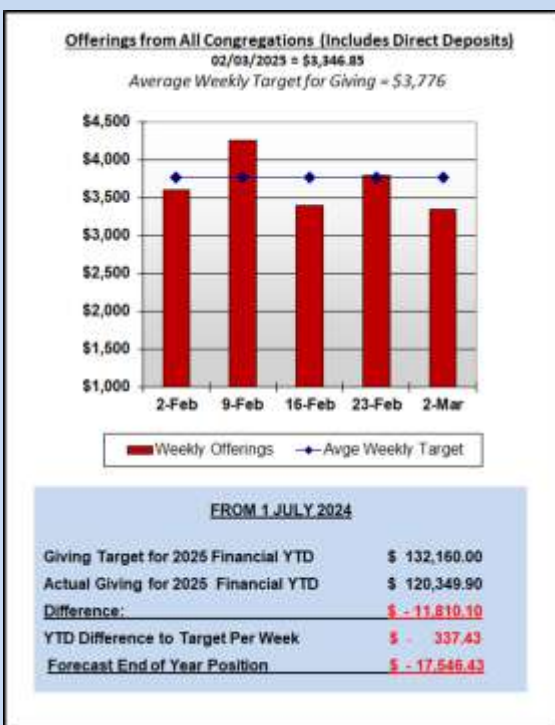 Offerings from All Congregations (Includes Direct Deposits)
02/03/2025 = $3,346.85
Average Weekly Target for Giving = $3,776
$4,500
$4,000
$3,500
$3,000
$2,500
$2,000
$1,500
$1,000
2-Feb 9-Feb 16-Feb 23-Feb 2-Mar
Weekly Offerings Avge Weekly Target
FROM 1 JULY 2024
Giving Target for 2025 Financial YTD $ 132,160.00
Actual Giving for 2025 Financial YTD $ 120,349.90
Difference: $ - 11,810.10
YTD Difference to Target Per Week $ - 337.43
Forecast End of Year Position $ - 17,546.43